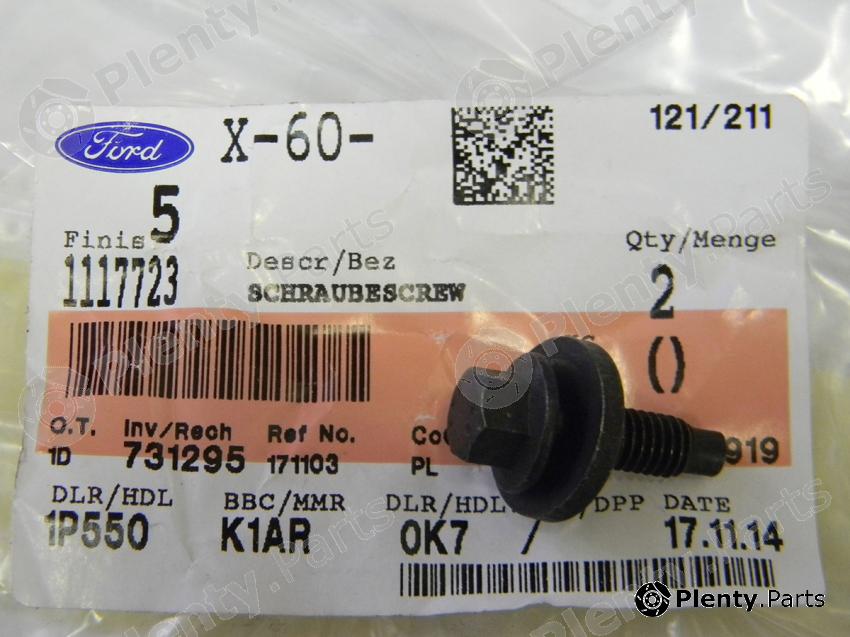 Ford X-60- 121/211
5
Finis Descr/Bez Qty/Menge
1117723 SCHRAUBESCREW 2
()
O.T. Inv/Rech Ref No.
1D 731295 171103 PL 919
DLR/HDL BBC/MMR DLR/HDL /DPP DATE
1P550 K1AR 0K7 / 17.11.14
Plenty.Parts